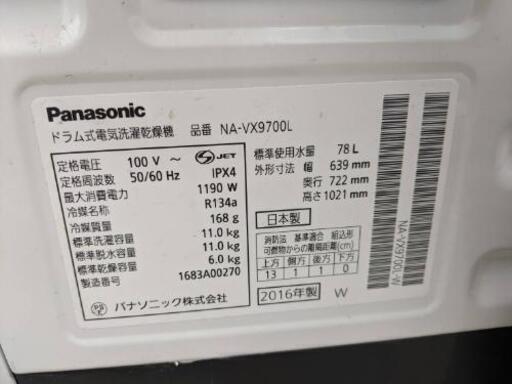 Panasonic
ドラム式電気洗濯乾燥機 品番 NA-VX9700L
定格電圧 100 V ～
定格周波数 50/60 Hz
S JET
IPX4
最大消費電力 1190 W
冷媒名称 R134a
冷媒質量 168 g
標準洗濯容量 11.0 kg
標準脱水容量 11.0 kg
標準乾燥容量 6.0 kg
製造番号 1683A00270
PSE パナソニック株式会社
標準使用水量 78 L
外形寸法 幅 639 mm
奥行 722 mm
高さ 1021 mm
日本製
消防法 基準適合 組込形
可燃物からの離隔距離(cm)
上方 側方 後方 下方
13 1 1 0
2016年製 W
NA-VX9700L-W